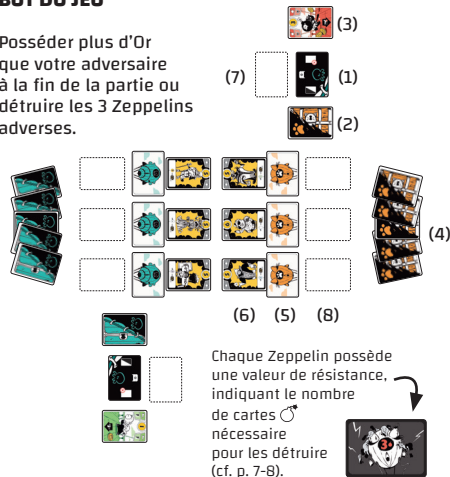 BUT DU JEU
Posséder plus d’Or
que votre adversaire
à la fin de la partie ou
détruire les 3 Zeppelins
adverses.
(3)
(7)
(1)
(2)
(4)
(6) (5) (8)
Chaque Zeppelin possède
une valeur de résistance,
indiquant le nombre
de cartes
nécessaire
pour les détruire
(cf. p. 7-8).